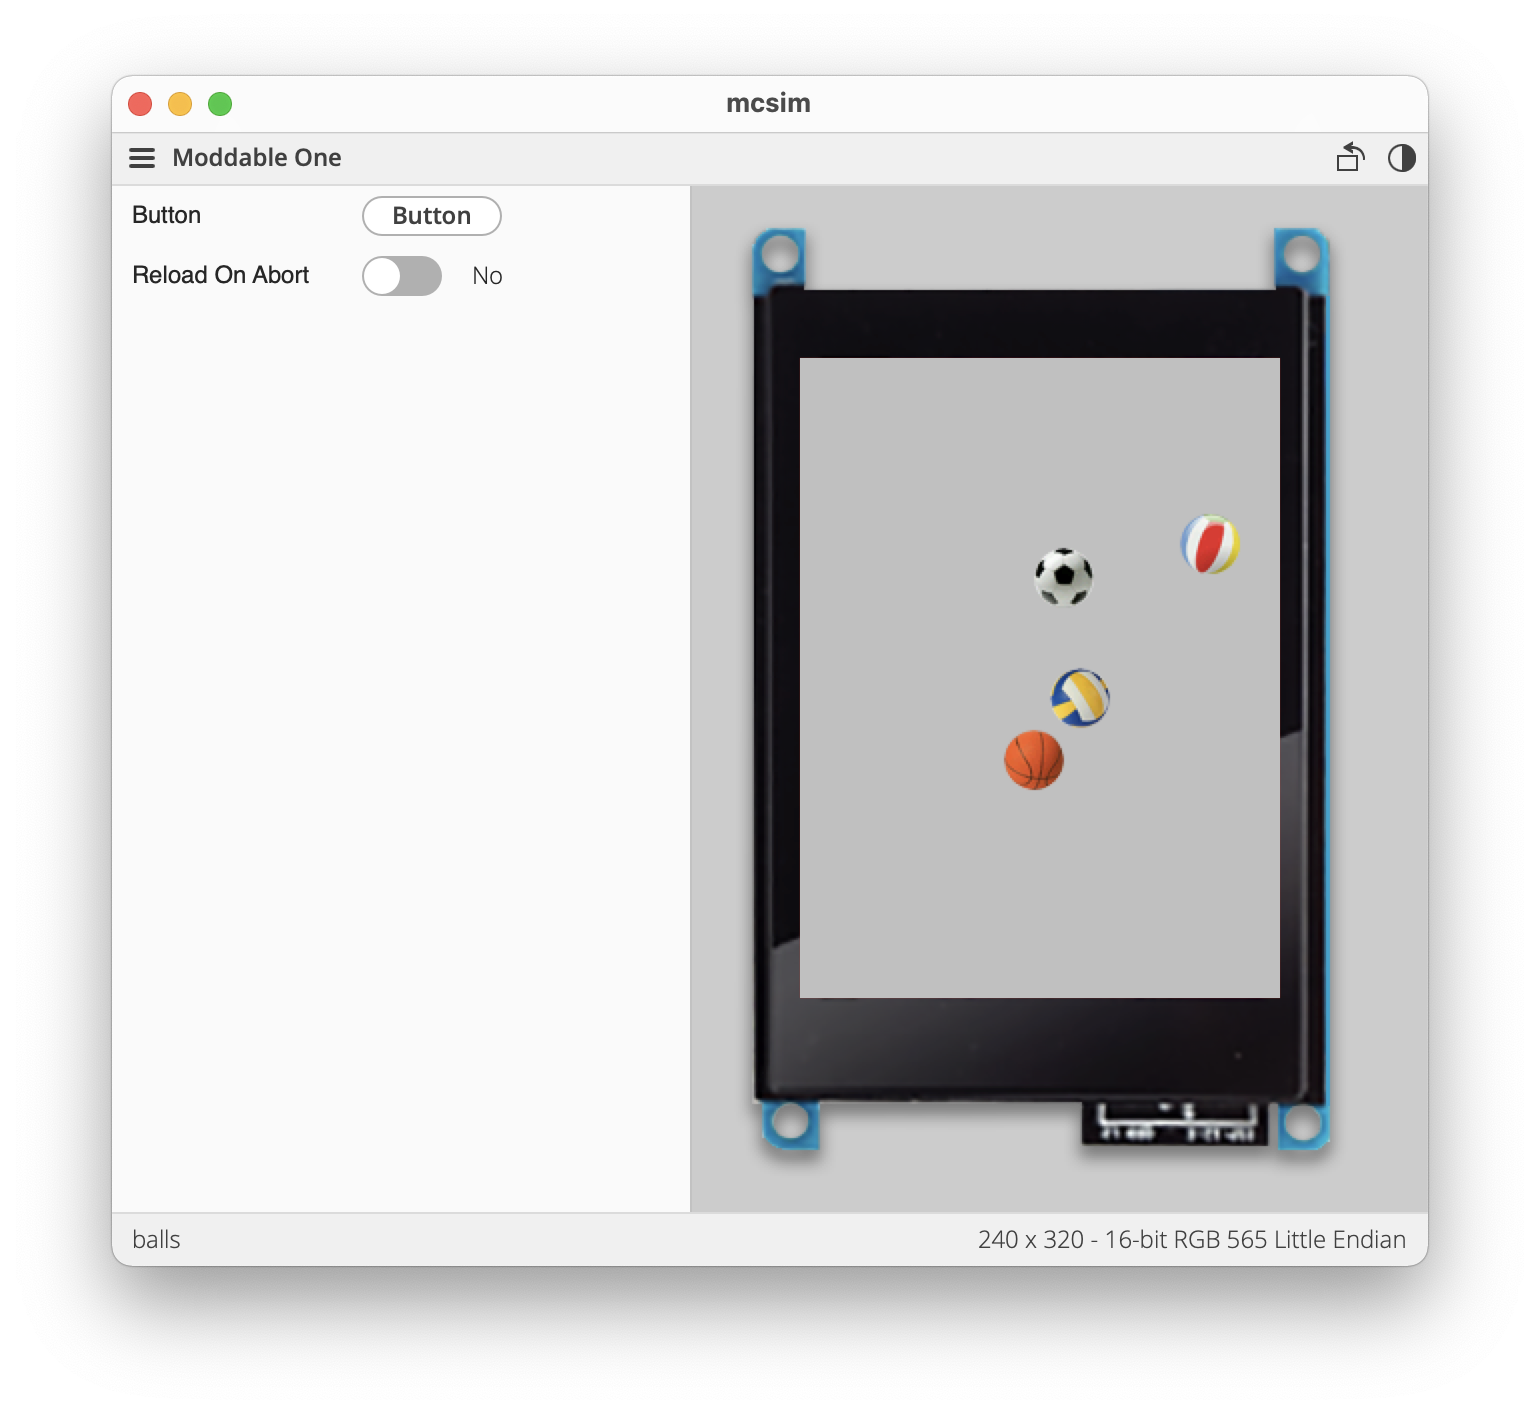 mcsim
Moddable One
Button Button
Reload On Abort No
balls
240 x 320 - 16-bit RGB 565 Little Endian